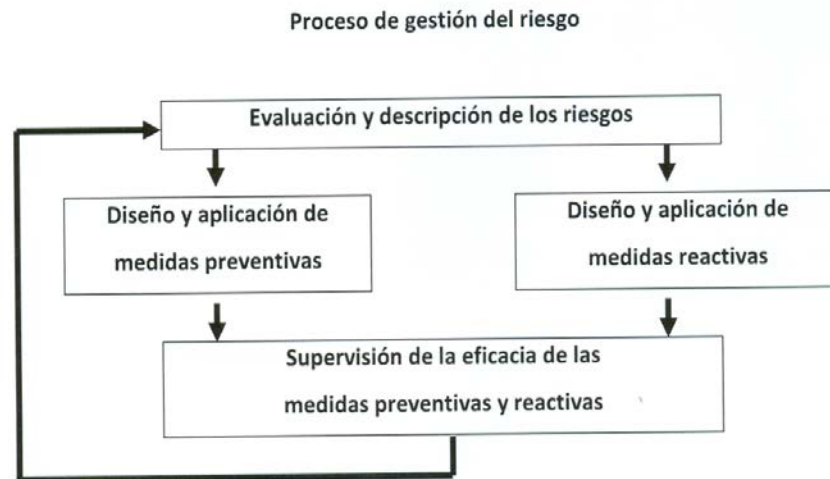 Proceso de gestión del riesgo
Evaluación y descripción de los riesgos
Diseño y aplicación de
medidas preventivas
Diseño y aplicación de
medidas reactivas
Supervisión de la eficacia de las
medidas preventivas y reactivas